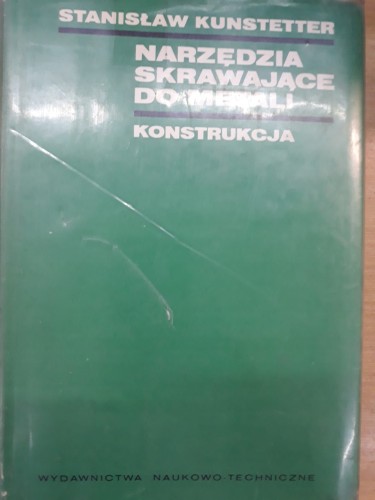 STANISŁAW KUNSTETTER
NARZĘDZIA
SKRAWAJĄCE
DO METALI
KONSTRUKCJA
WYDAWNICTWA NAUKOWO-TECHNICZNE